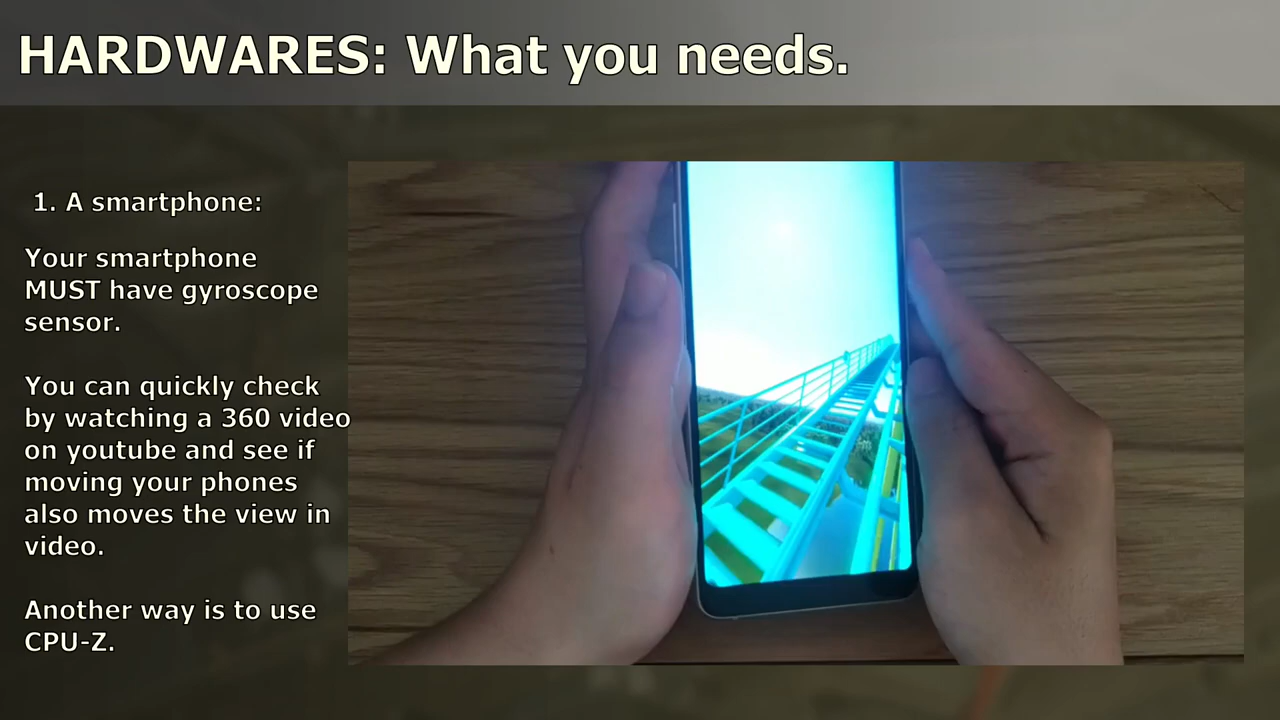 HARDWARES: What you needs.
1. A smartphone:
Your smartphone
MUST have gyroscope
sensor.
You can quickly check
by watching a 360 video
on youtube and see if
moving your phones
also moves the view in
video.
Another way is to use
CPU-Z.